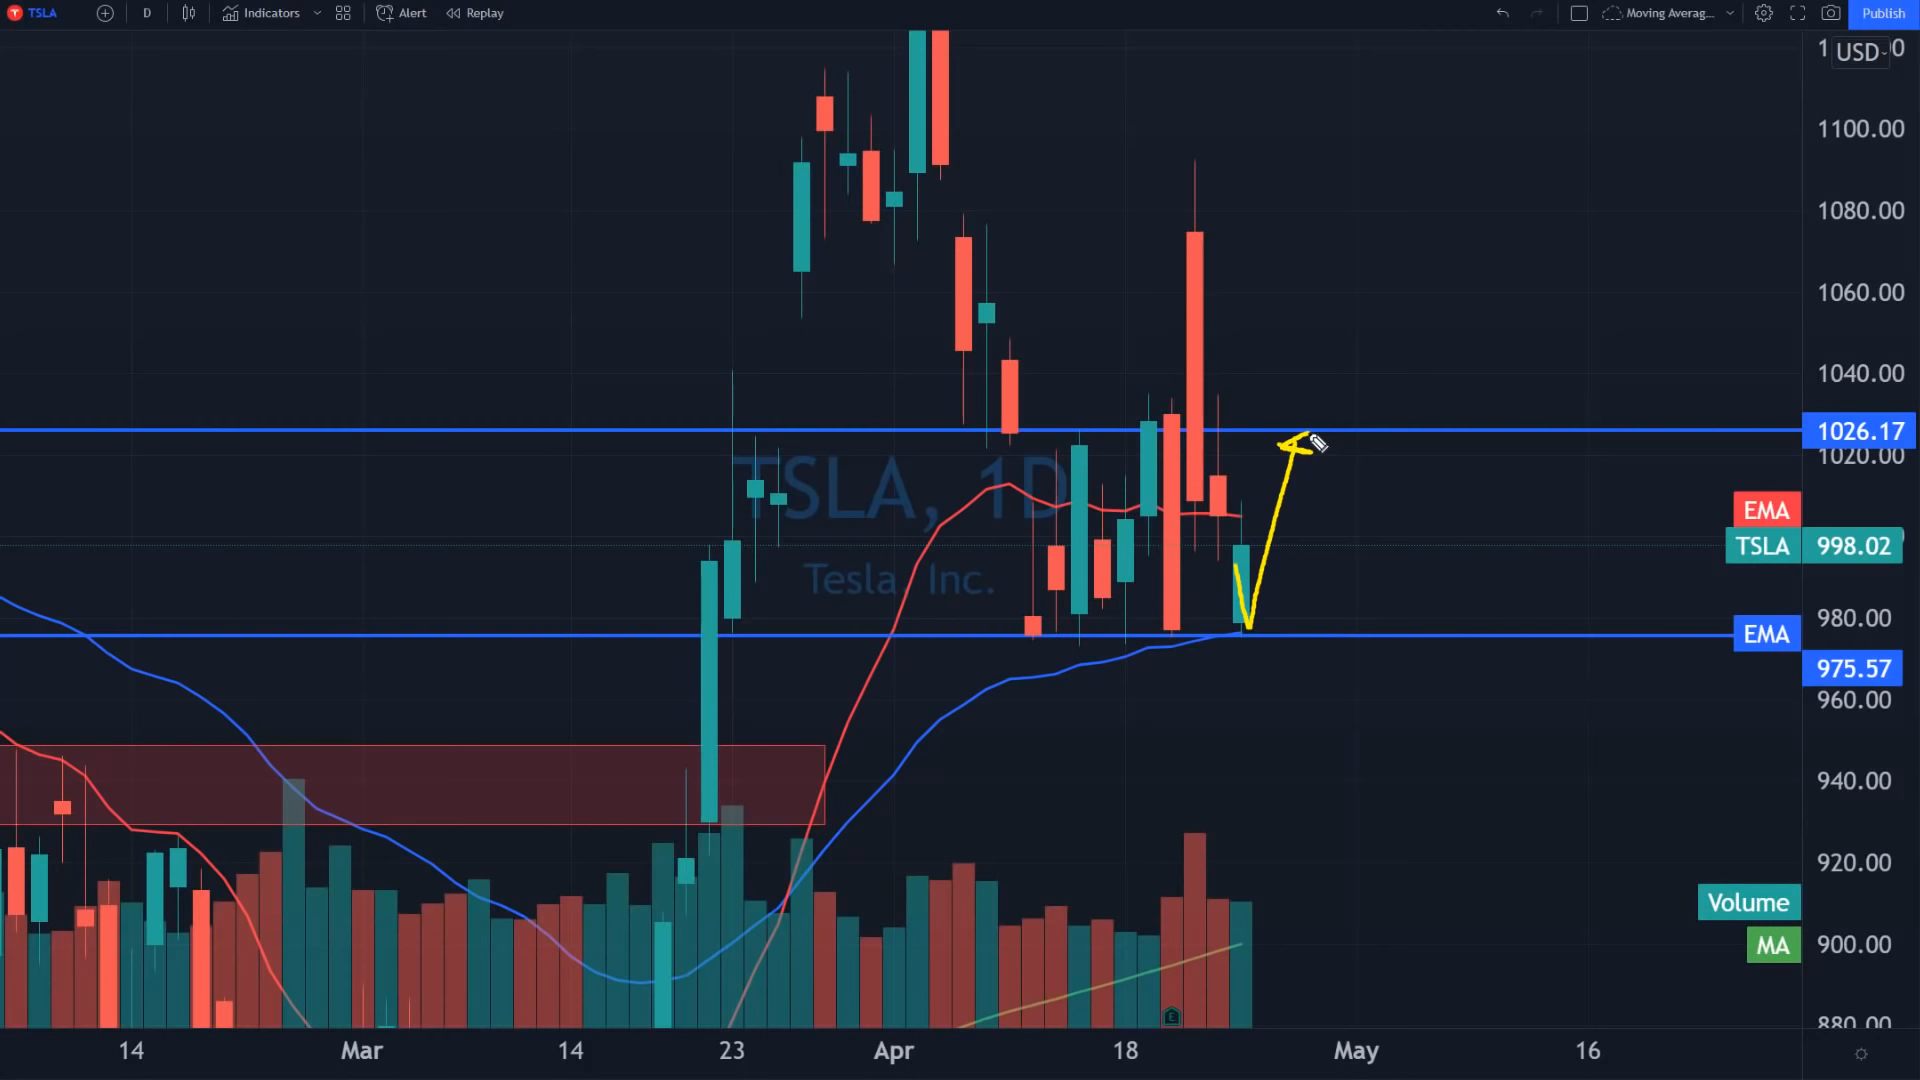 TSLA D Indicators Alert Replay Moving Averag... Publish
USD
1100.00
1080.00
1060.00
1040.00
1026.17
1020.00
TSLA, 1D
Tesla, Inc.
EMA
TSLA 998.02
980.00
EMA
975.57
960.00
940.00
920.00
Volume
900.00
MA
E
880.00
14 Mar 14 23 Apr 18 May 16